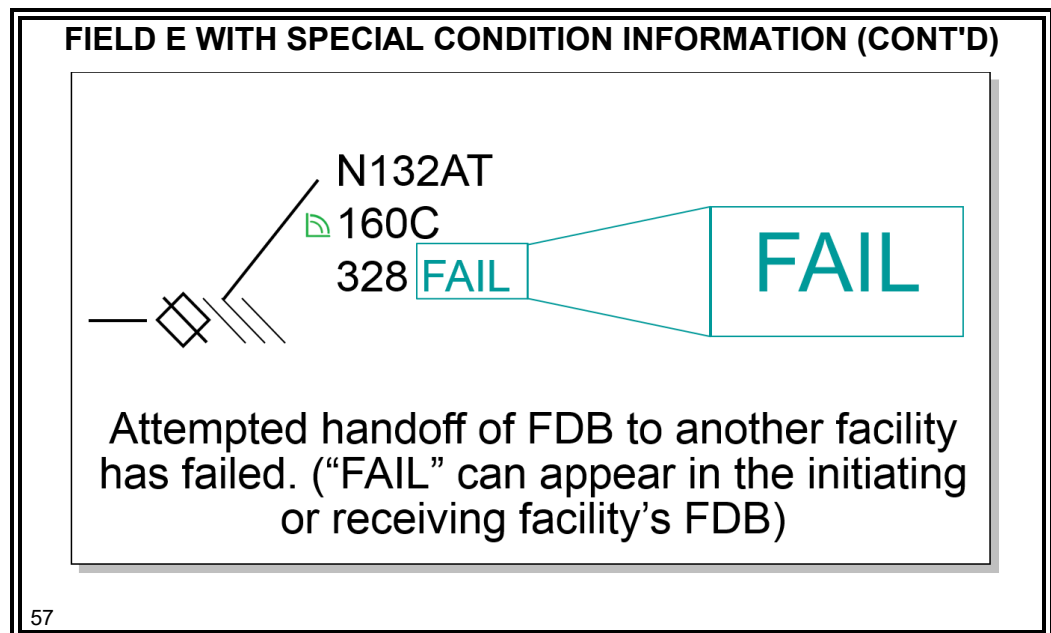 FIELD E WITH SPECIAL CONDITION INFORMATION (CONT'D)
N132AT
160C
328 FAIL
FAIL
Attempted handoff of FDB to another facility
has failed. (“FAIL” can appear in the initiating
or receiving facility’s FDB)
57